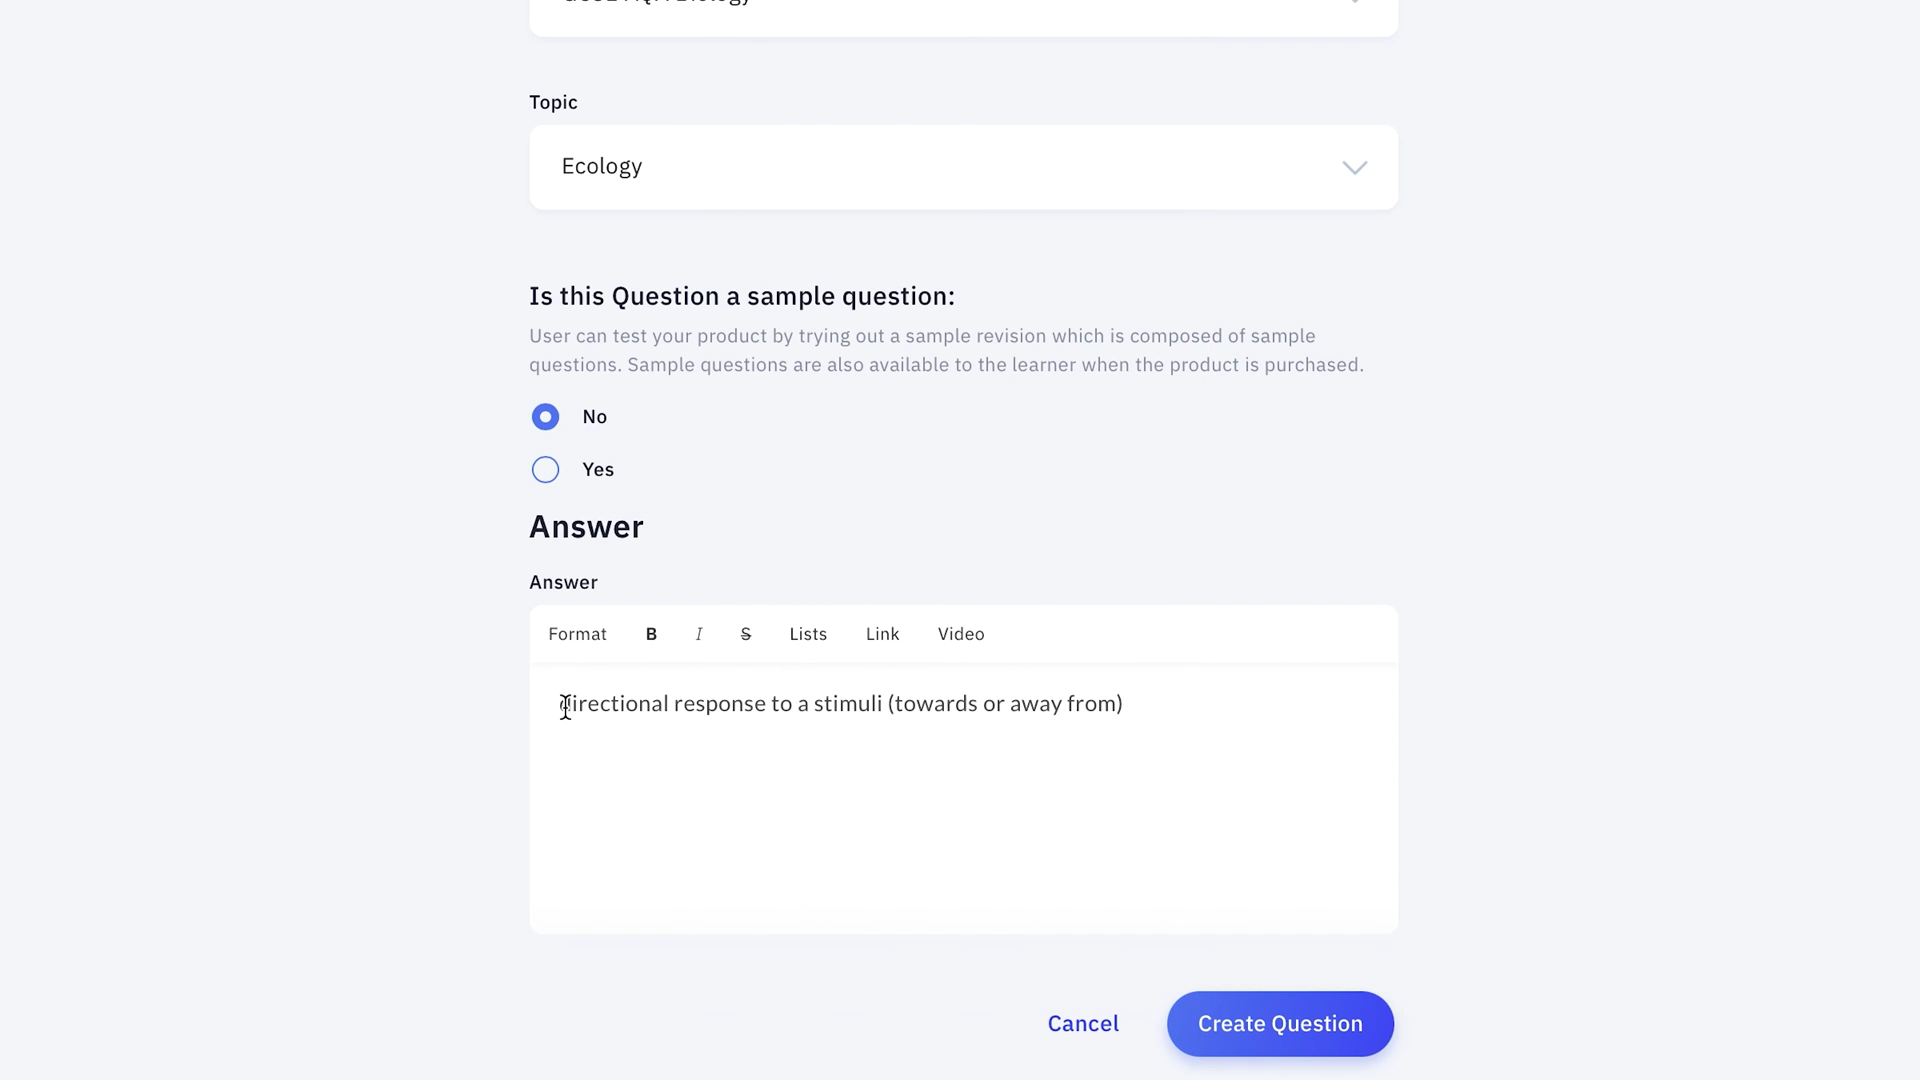 Topic
Ecology
Is this Question a sample question:
User can test your product by trying out a sample revision which is composed of sample
questions. Sample questions are also available to the learner when the product is purchased.
No
Yes
Answer
Answer
Format B I S Lists Link Video
directional response to a stimuli (towards or away from)
Cancel Create Question